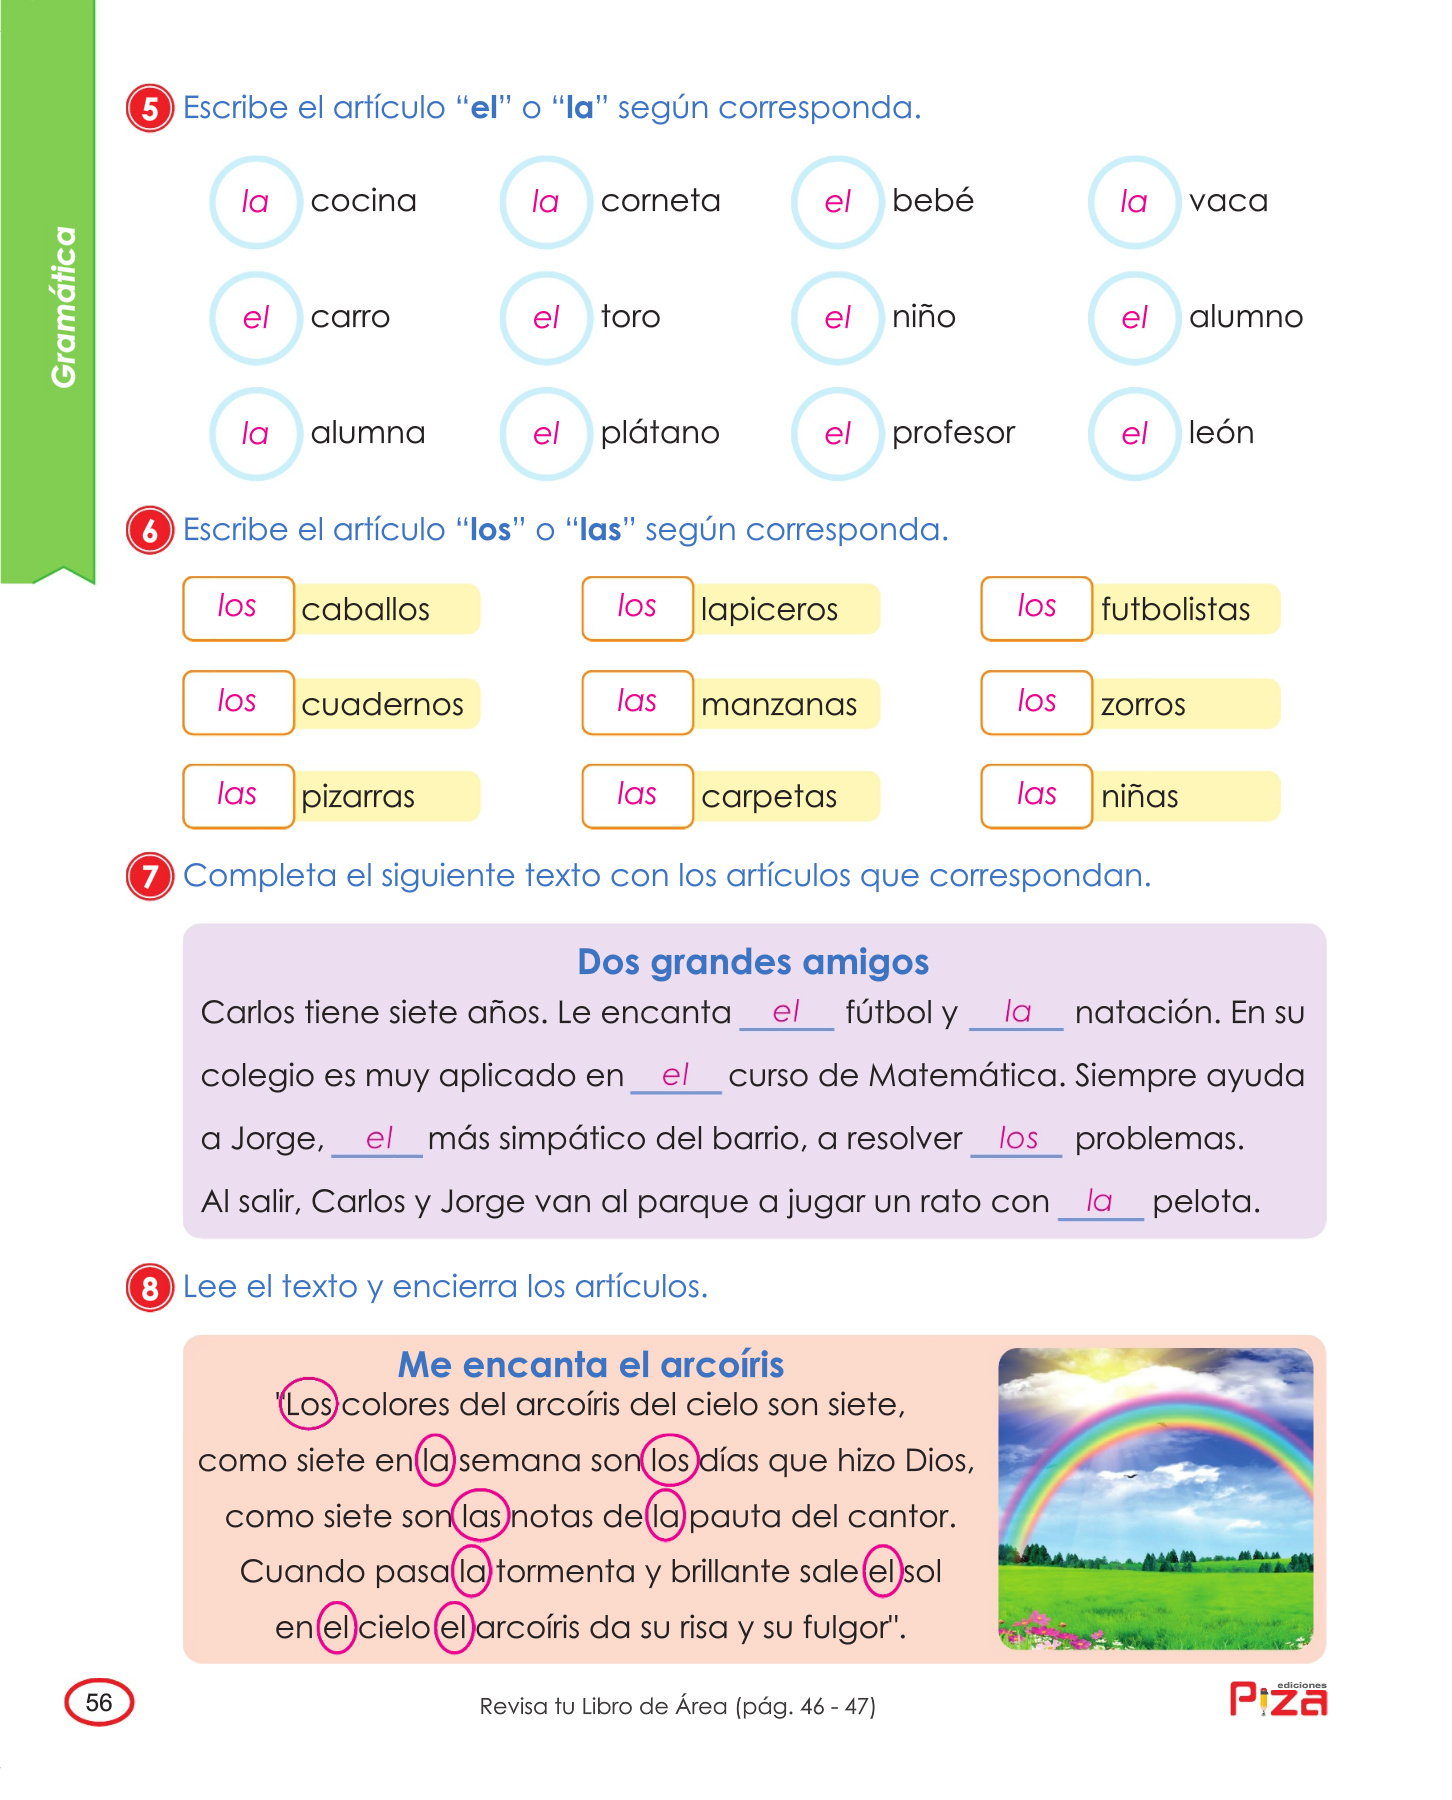 Gramática
5 Escribe el artículo “el” o “la” según corresponda.
la cocina la corneta el bebé la vaca
el carro el toro el niño el alumno
la alumna el plátano el profesor el león
6 Escribe el artículo “los” o “las” según corresponda.
los caballos los lapiceros los futbolistas
los cuadernos las manzanas los zorros
las pizarras las carpetas las niñas
7 Completa el siguiente texto con los artículos que correspondan.
Dos grandes amigos
Carlos tiene siete años. Le encanta el fútbol y la natación. En su
colegio es muy aplicado en el curso de Matemática. Siempre ayuda
a Jorge, el más simpático del barrio, a resolver los problemas.
Al salir, Carlos y Jorge van al parque a jugar un rato con la pelota.
8 Lee el texto y encierra los artículos.
Me encanta el arcoíris
"Los colores del arcoíris del cielo son siete,
como siete en la semana son los días que hizo Dios,
como siete son las notas de la pauta del cantor.
Cuando pasa la tormenta y brillante sale el sol
en el cielo el arcoíris da su risa y su fulgor".
56
Revisa tu Libro de Área (pág. 46 - 47)
ediciones
Piza